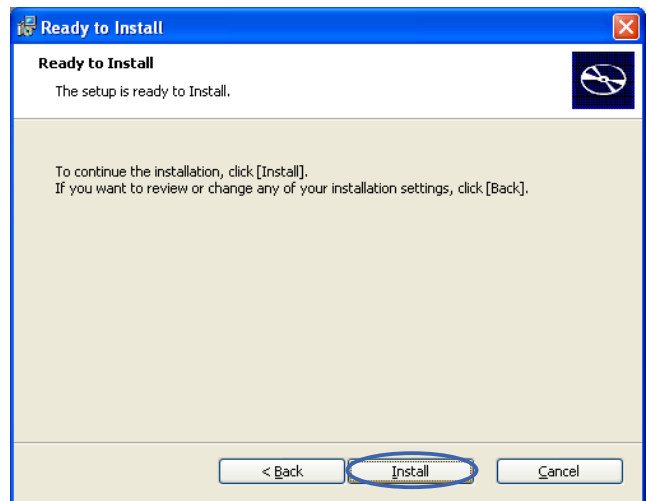 Ready to Install
Ready to Install
The setup is ready to Install.
To continue the installation, click [Install].
If you want to review or change any of your installation settings, click [Back].
< Back
Install
Cancel